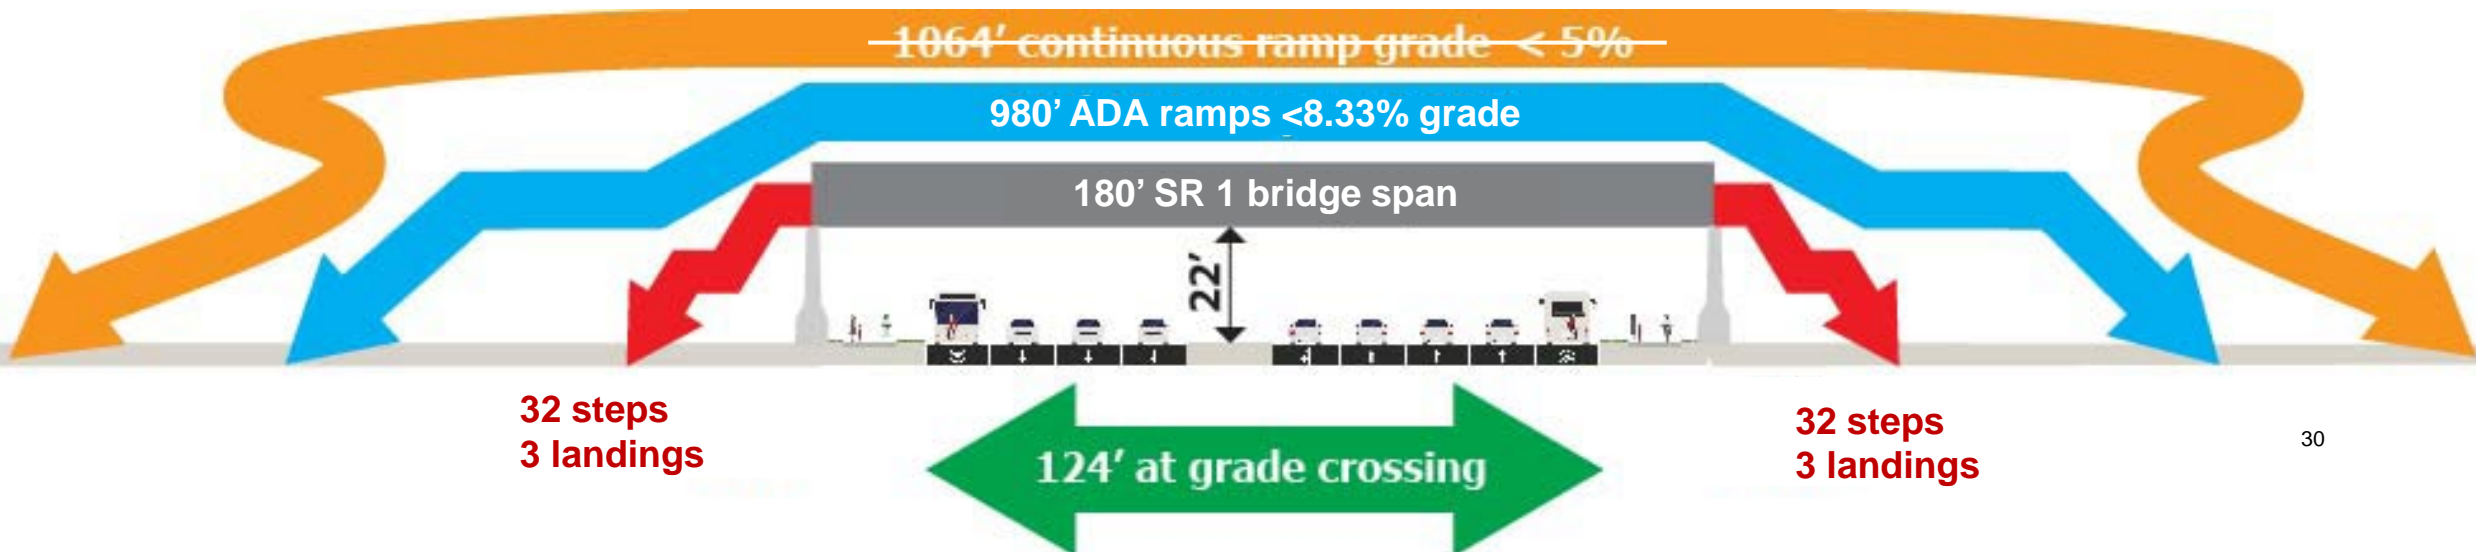 1064’ continuous ramp grade < 5%
980’ ADA ramps <8.33% grade
180’ SR 1 bridge span
22’
32 steps
3 landings
124’ at grade crossing
32 steps
3 landings
30